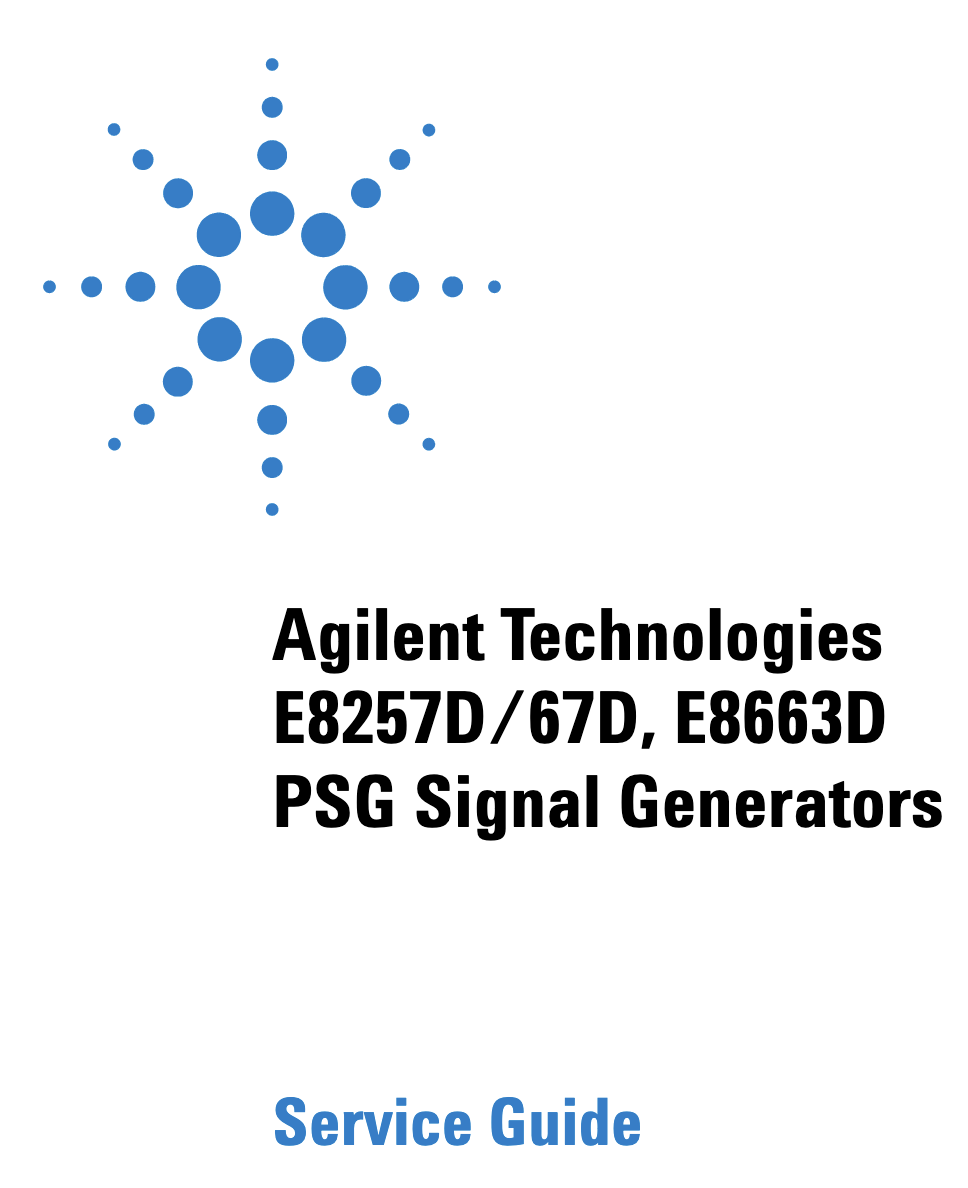 Agilent Technologies
E8257D/67D, E8663D
PSG Signal Generators
Service Guide